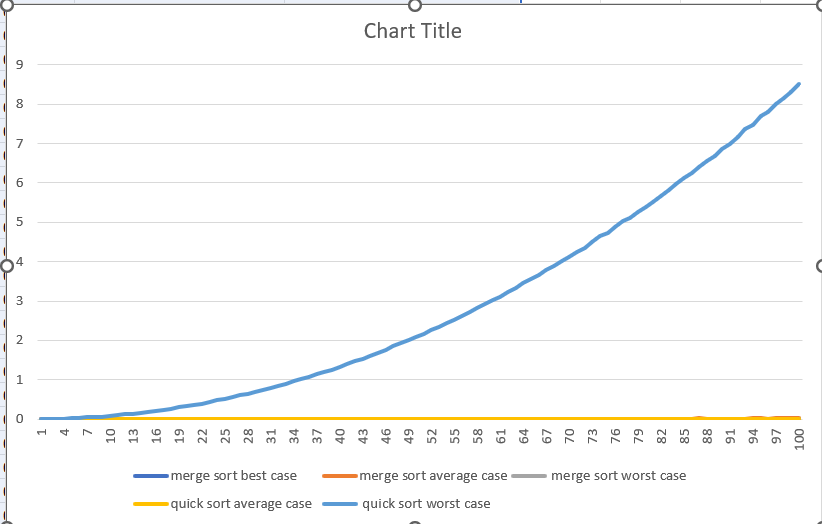 Chart Title
9
8
7
6
5
4
3
2
1
0
1 4 7 10 13 16 19 22 25 28 31 34 37 40 43 46 49 52 55 58 61 64 67 70 73 76 79 82 85 88 91 94 97 100
merge sort best case merge sort average case merge sort worst case
quick sort average case quick sort worst case